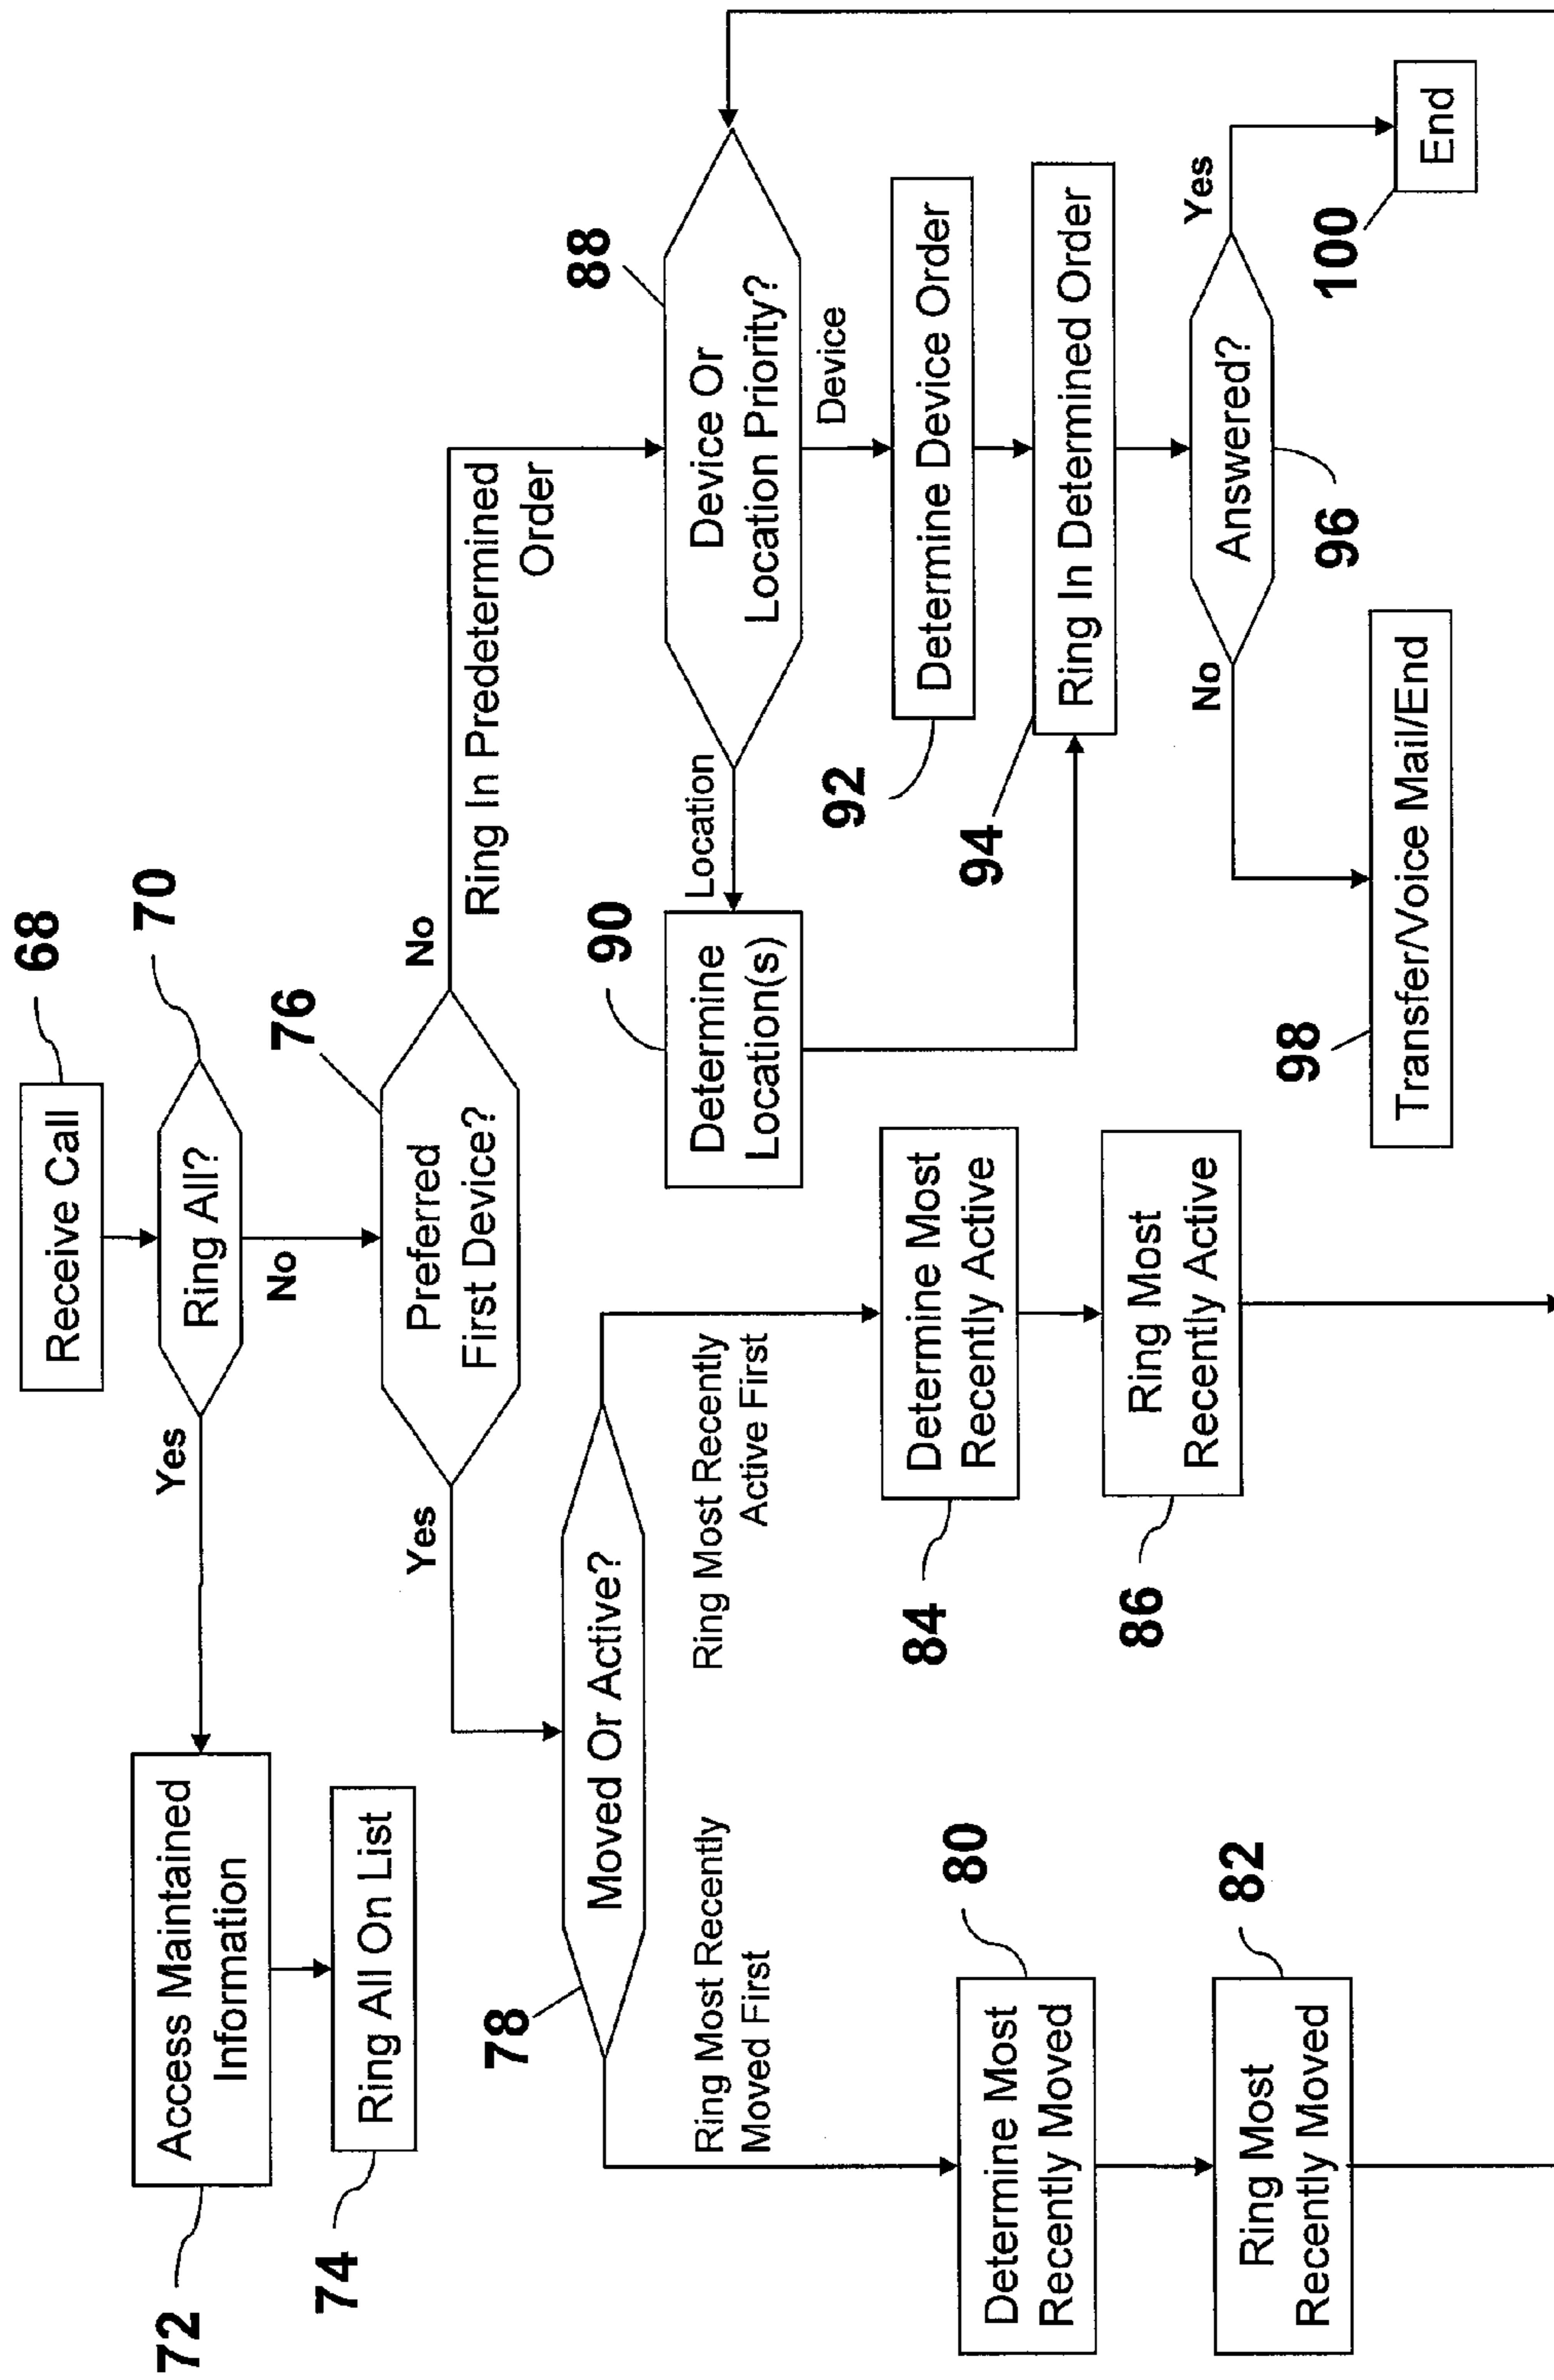 Receive Call
68
Ring All?
70
Yes
No
Access Maintained
Information
72
Ring All On List
74
Preferred
First Device?
76
Yes
No
Ring In Predetermined
Order
Moved Or Active?
78
Ring Most Recently
Moved First
Ring Most Recently
Active First
Determine Most
Recently Moved
80
Ring Most
Recently Moved
82
Determine Most
Recently Active
84
Ring Most
Recently Active
86
Device Or
Location Priority?
88
Location
Device
Determine
Location(s)
90
Determine Device Order
92
Ring In Determined Order
94
Answered?
96
No
Yes
Transfer/Voice Mail/End
98
End
100